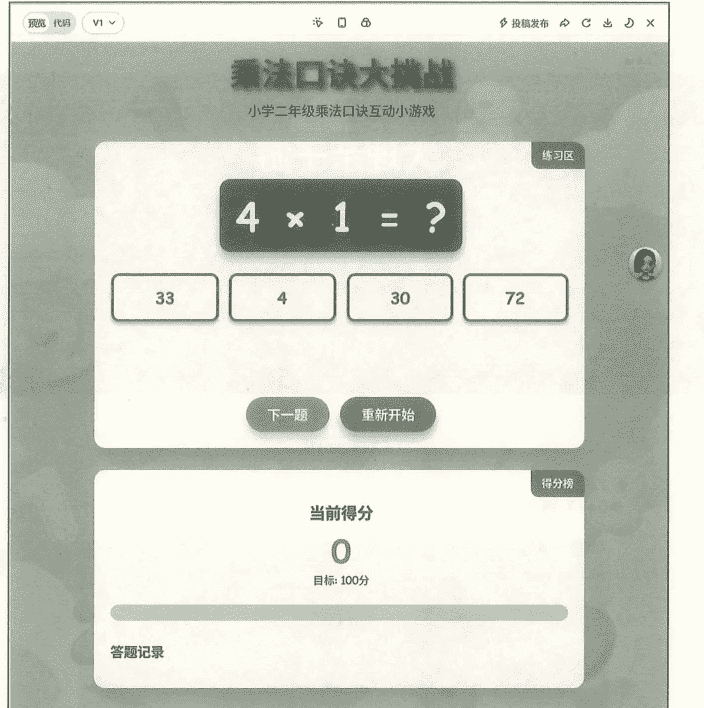 预览 代码 V1 投稿发布
乘法口诀大挑战
小学二年级乘法口诀互动小游戏
练习区
4 × 1 = ?
33 4 30 72
下一题 重新开始
得分榜
当前得分
0
目标: 100分
答题记录